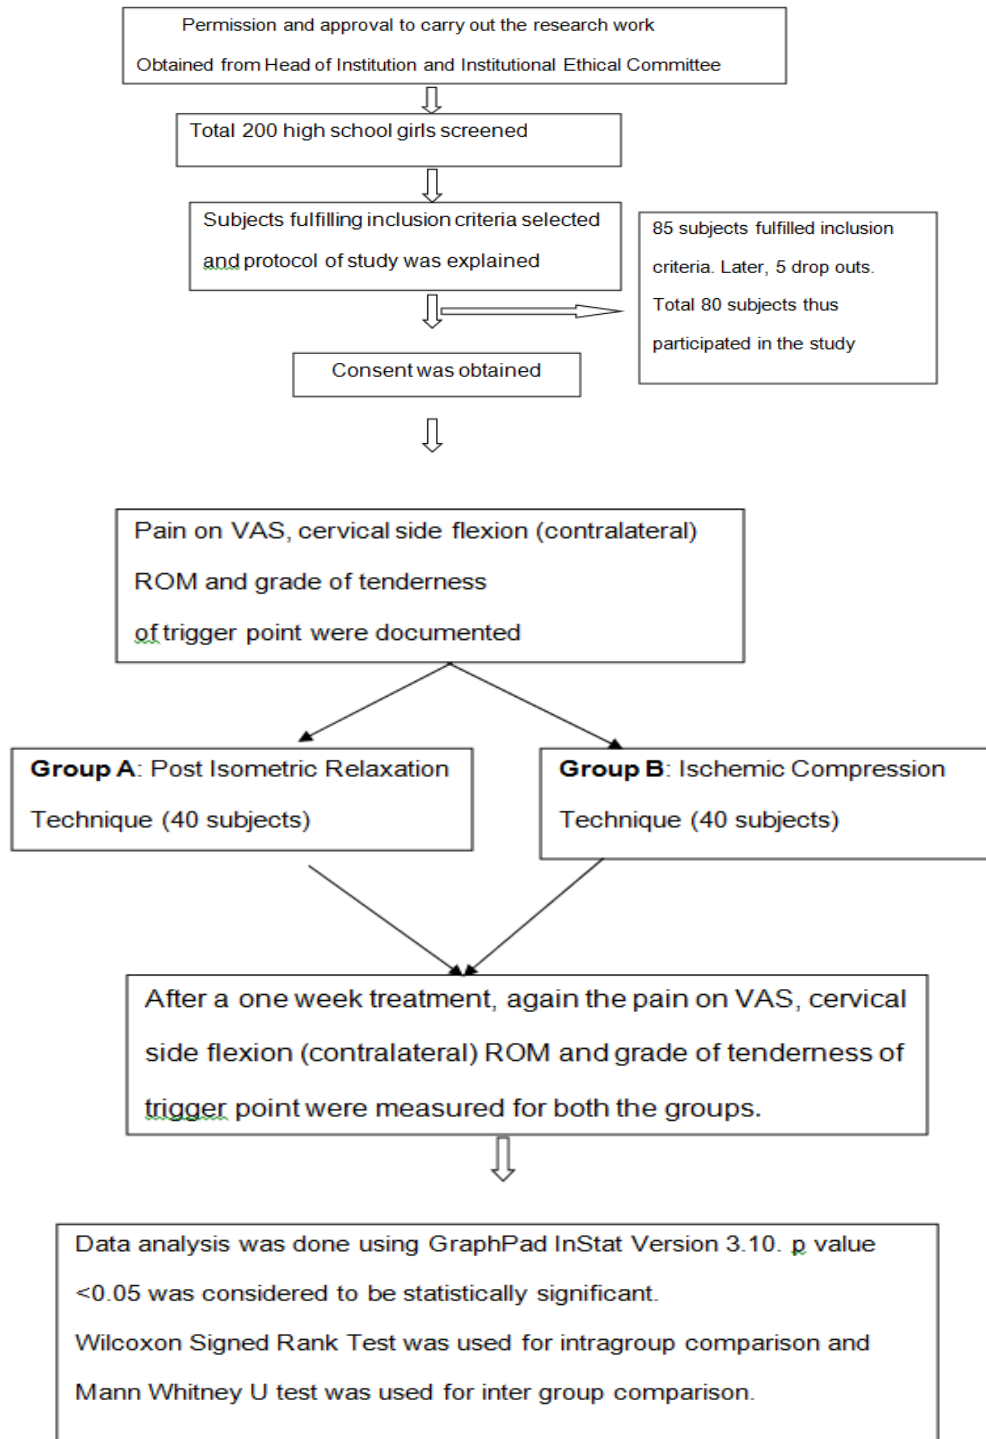 Permission and approval to carry out the research work
Obtained from Head of Institution and Institutional Ethical Committee
Total 200 high school girls screened
Subjects fulfilling inclusion criteria selected
and protocol of study was explained
85 subjects fulfilled inclusion
criteria. Later, 5 drop outs.
Total 80 subjects thus
participated in the study
Consent was obtained
Pain on VAS, cervical side flexion (contralateral)
ROM and grade of tenderness
of trigger point were documented
Group A: Post Isometric Relaxation
Technique (40 subjects)
Group B: Ischemic Compression
Technique (40 subjects)
After a one week treatment, again the pain on VAS, cervical
side flexion (contralateral) ROM and grade of tenderness of
trigger point were measured for both the groups.
Data analysis was done using GraphPad InStat Version 3.10. p value
<0.05 was considered to be statistically significant.
Wilcoxon Signed Rank Test was used for intragroup comparison and
Mann Whitney U test was used for inter group comparison.